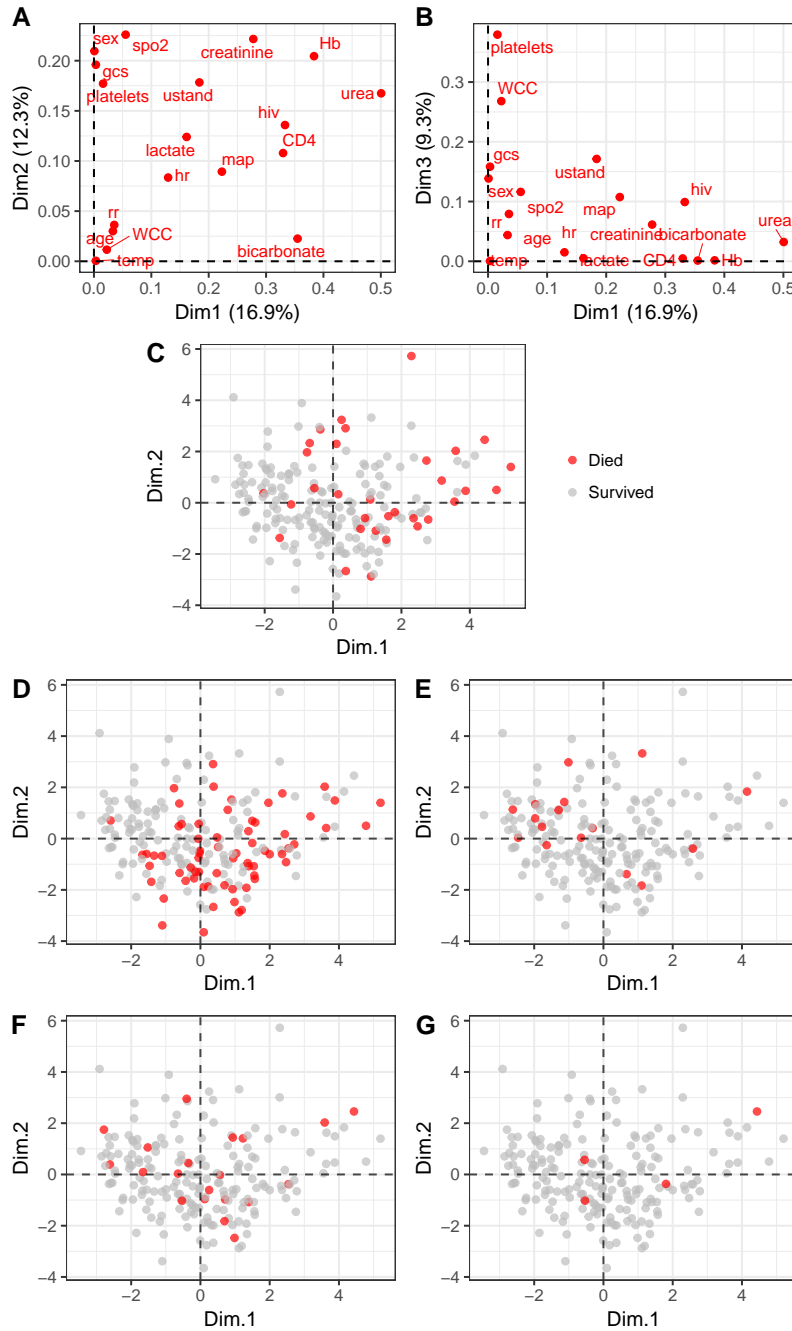 A
B
sex
spo2
creatinine
Hb
gcs
platelets
ustand
urea
hiv
lactate
CD4
map
hr
rr
age
WCC
bicarbonate
temp
0.20
0.15
0.10
0.05
0.00
Dim2 (12.3%)
0.0 0.1 0.2 0.3 0.4 0.5
Dim1 (16.9%)
platelets
WCC
gcs
ustand
sex
spo2
map
hiv
rr
age
hr
creatinine
bicarbonate
urea
temp
lactate
CD4
Hb
0.3
0.2
0.1
0.0
Dim3 (9.3%)
0.0 0.1 0.2 0.3 0.4 0.5
Dim1 (16.9%)
C
6
4
2
0
−2
−4
Dim.2
−2 0 2 4
Dim.1
Died
Survived
D
6
4
2
0
−2
−4
Dim.2
−2 0 2 4
Dim.1
E
6
4
2
0
−2
−4
Dim.2
−2 0 2 4
Dim.1
F
6
4
2
0
−2
−4
Dim.2
−2 0 2 4
Dim.1
G
6
4
2
0
−2
−4
Dim.2
−2 0 2 4
Dim.1